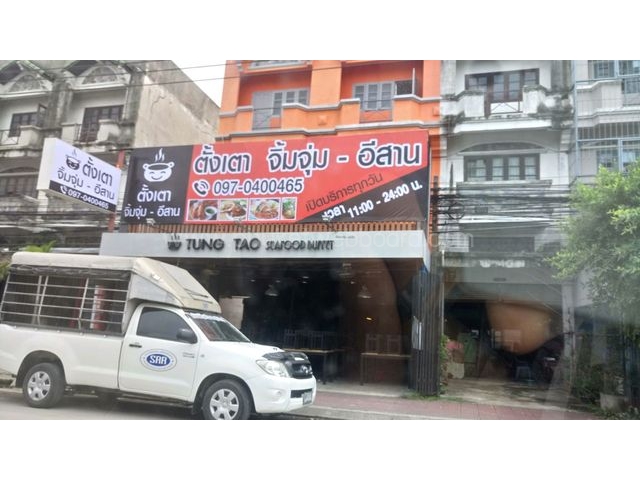 ตั้งเตา
จิ้มจุ่ม - อีสาน
097-0400465
ตั้งเตา
จิ้มจุ่ม - อีสาน
ตั้งเตา จิ้มจุ่ม - อีสาน
097-0400465
เปิดบริการทุกวัน
เวลา 11:00 - 24:00 น.
TUNG TAO SEAFOOD BUFFET
SRR